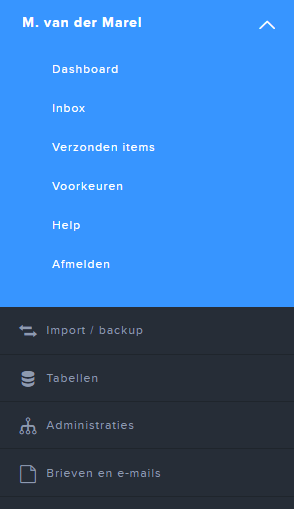 M. van der Marel
Dashboard
Inbox
Verzonden items
Voorkeuren
Help
Afmelden
Import / backup
Tabellen
Administraties
Brieven en e-mails